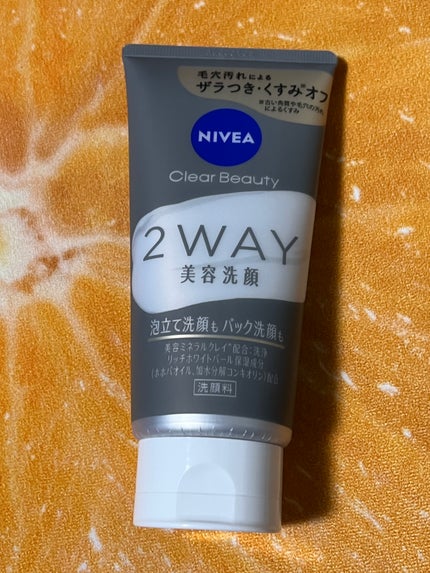 毛穴汚れによる
ザラつき・くすみ※オフ
※古い角質や毛穴の汚れ
によるくすみ
NIVEA
Clear Beauty
2WAY
美容洗顔
泡立て洗顔もパック洗顔も
美容ミネラルクレイ*配合:洗浄
リッチホワイトパール保湿成分
(ホホバオイル、加水分解コンキオリン)配合
洗顔料